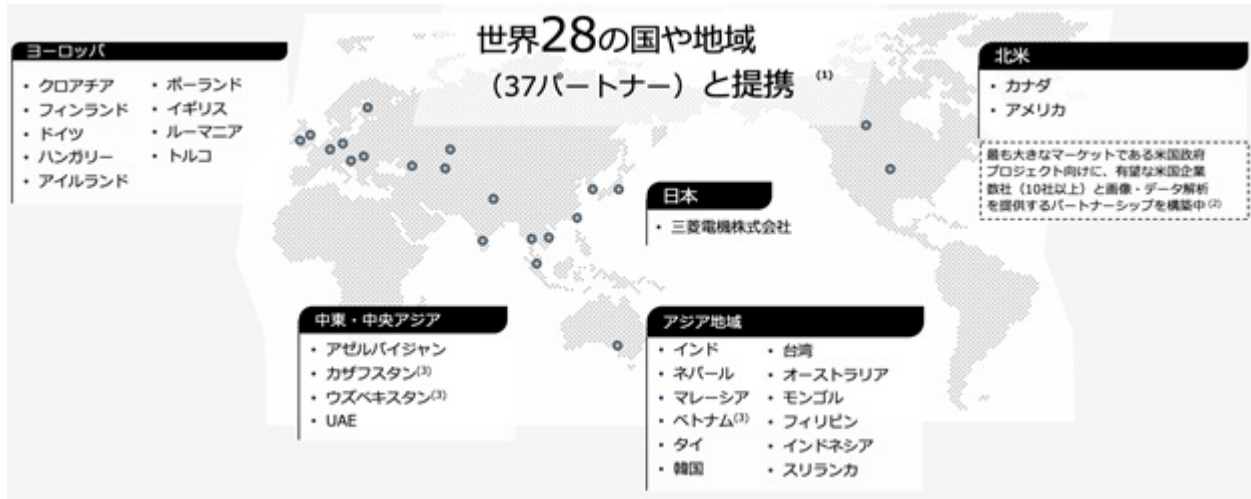 世界28の国や地域
（37パートナー）と提携 (1)
ヨーロッパ
・クロアチア
・フィンランド
・ドイツ
・ハンガリー
・アイルランド
・ポーランド
・イギリス
・ルーマニア
・トルコ
北米
・カナダ
・アメリカ
最も大きなマーケットである米国政府
プロジェクト向けに、有望な米国企業
数社（10社以上）と画像・データ解析
を提供するパートナーシップを構築中(2)
日本
・三菱電機株式会社
中東・中央アジア
・アゼルバイジャン
・カザフスタン(3)
・ウズベキスタン(3)
・UAE
アジア地域
・インド
・ネパール
・マレーシア
・ベトナム(3)
・タイ
・韓国
・台湾
・オーストラリア
・モンゴル
・フィリピン
・インドネシア
・スリランカ